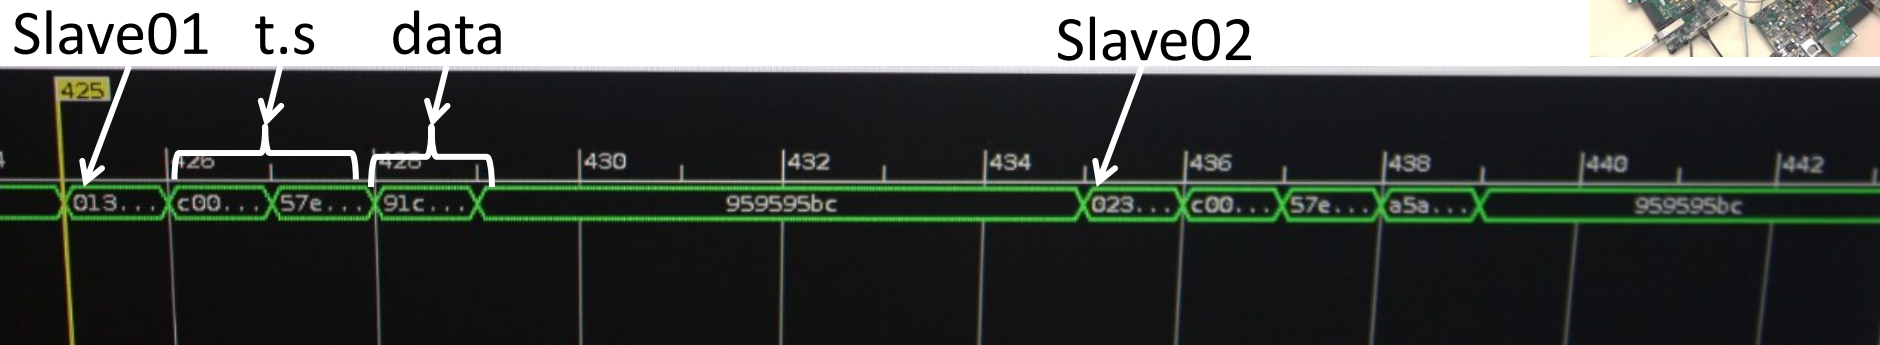 Slave01 t.s data Slave02
425
4 426 428 430 432 434 436 438 440 442
013... c00... 57e... 91c... 959595bc 023... c00... 57e... a5a... 959595bc